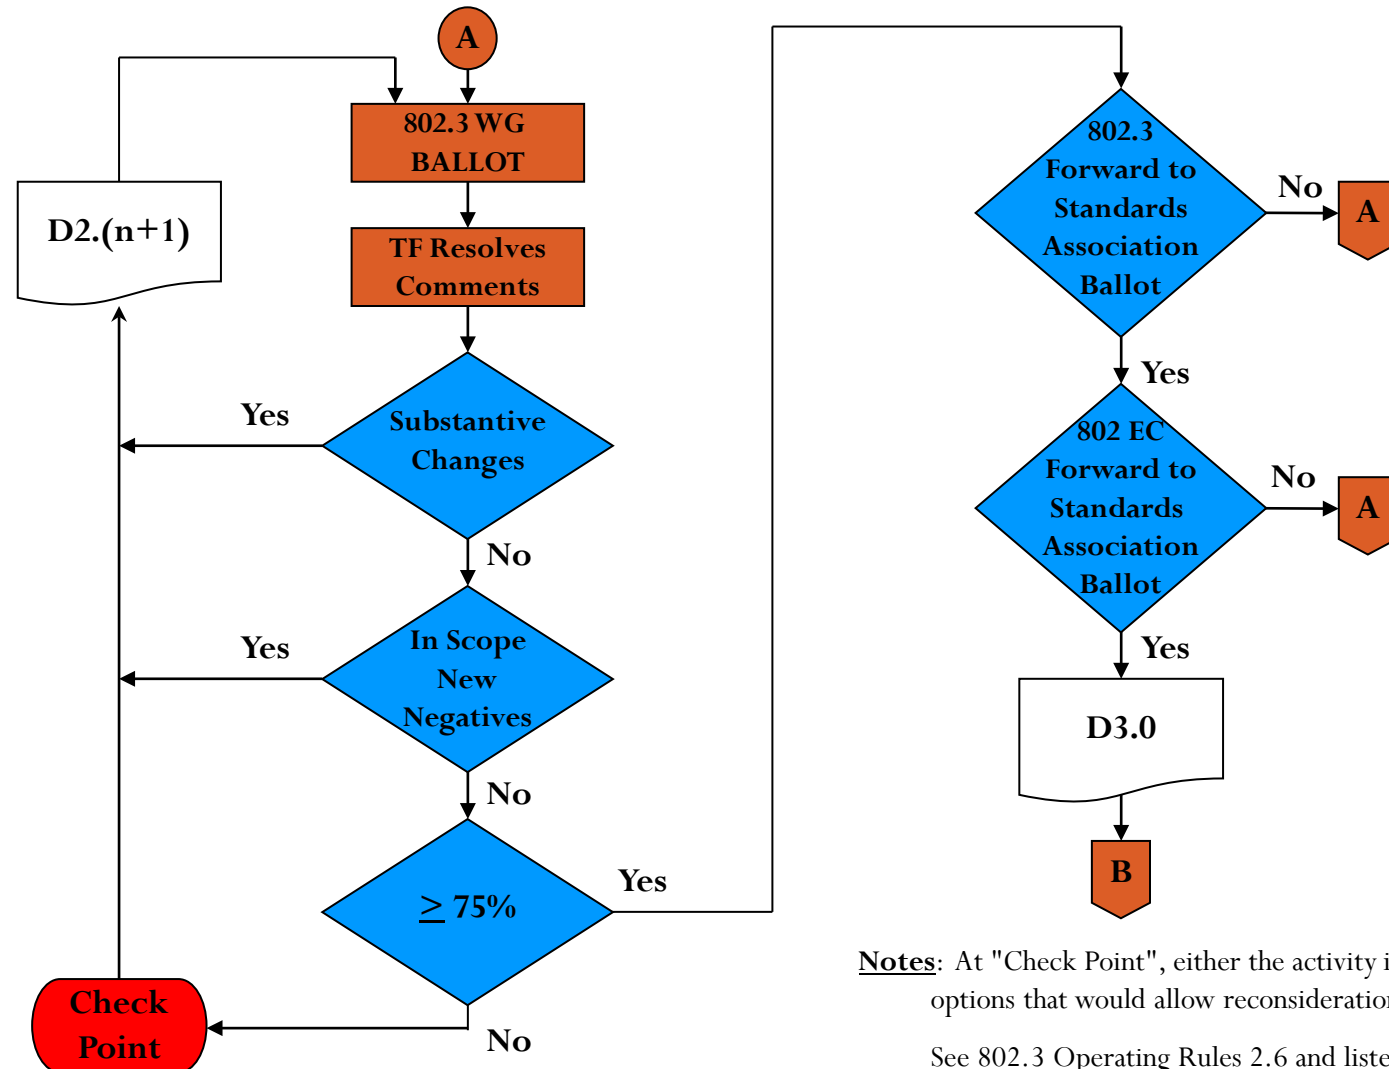 A
802.3 WG
BALLOT
D2.(n+1)
TF Resolves
Comments
Yes
Substantive
Changes
No
Yes
In Scope
New
Negatives
No
≥ 75%
Yes
No
Check
Point
802.3
Forward to
Standards
Association
Ballot
No
A
Yes
802 EC
Forward to
Standards
Association
Ballot
No
A
Yes
D3.0
B
Notes: At "Check Point", either the activity i
options that would allow reconsideration
See 802.3 Operating Rules 2.6 and liste